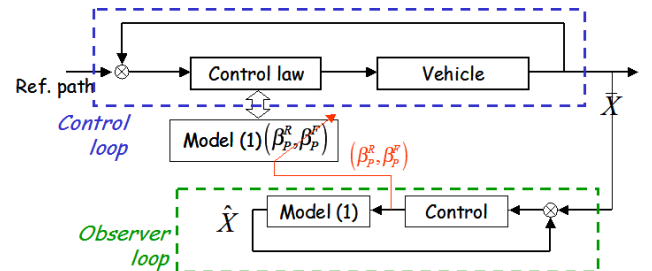 Ref. path
Control law
Vehicle
X̄
Control
loop
Model (1)(β_P^R, β_P^F)
(β_P^R, β_P^F)
X̂
Model (1)
Control
Observer
loop